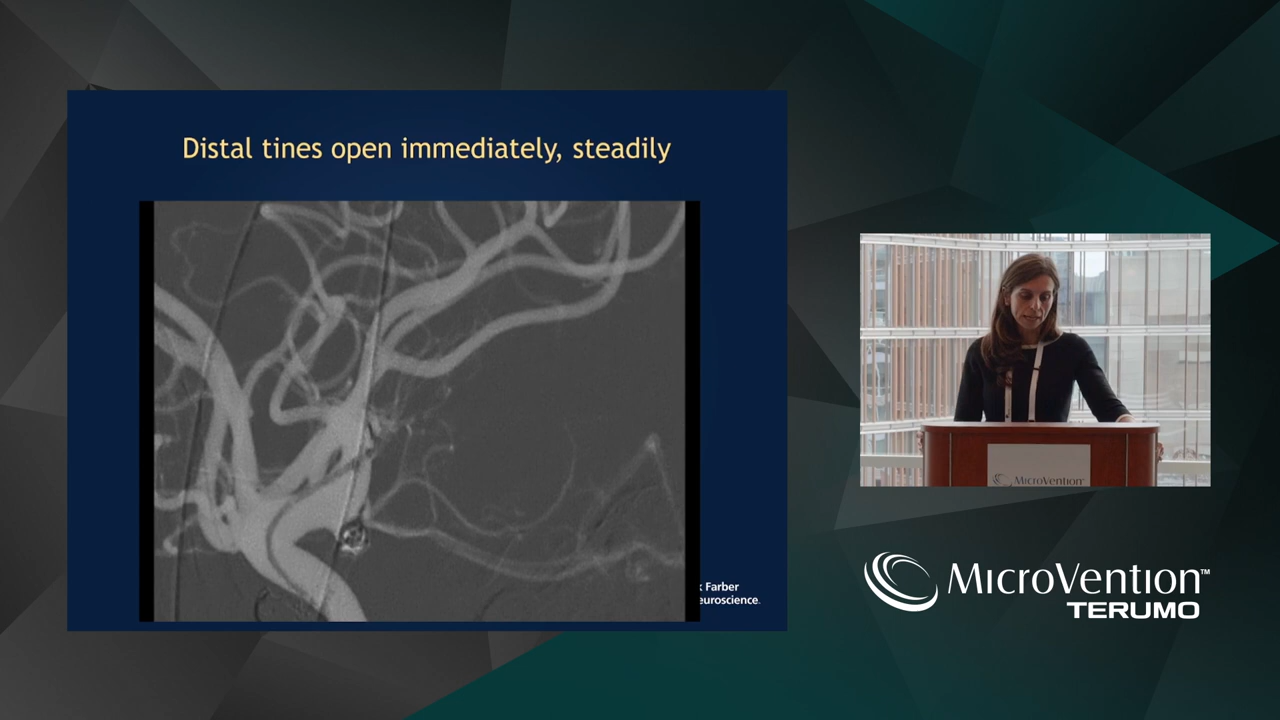 Distal tines open immediately, steadily
Farber
euroscience.
MicroVention
MicroVention™
TERUMO